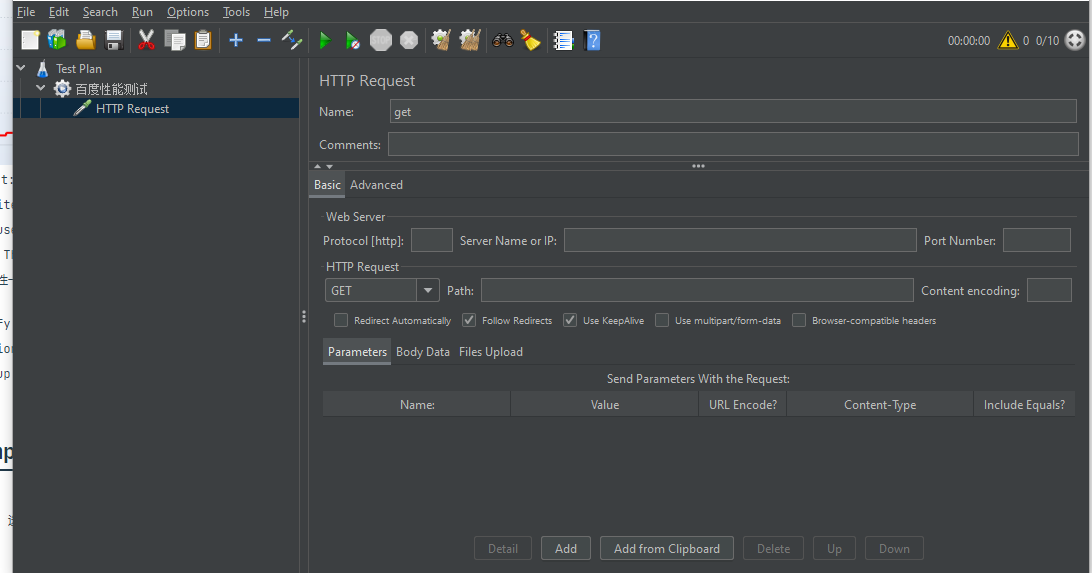 File Edit Search Run Options Tools Help
00:00:00 0 0/10
Test Plan
百度性能测试
HTTP Request
HTTP Request
Name: get
Comments:
Basic Advanced
Web Server
Protocol [http]: Server Name or IP: Port Number:
HTTP Request
GET Path: Content encoding:
Redirect Automatically Follow Redirects Use KeepAlive Use multipart/form-data Browser-compatible headers
Parameters Body Data Files Upload
Send Parameters With the Request:
Name: Value URL Encode? Content-Type Include Equals?
Detail Add Add from Clipboard Delete Up Down